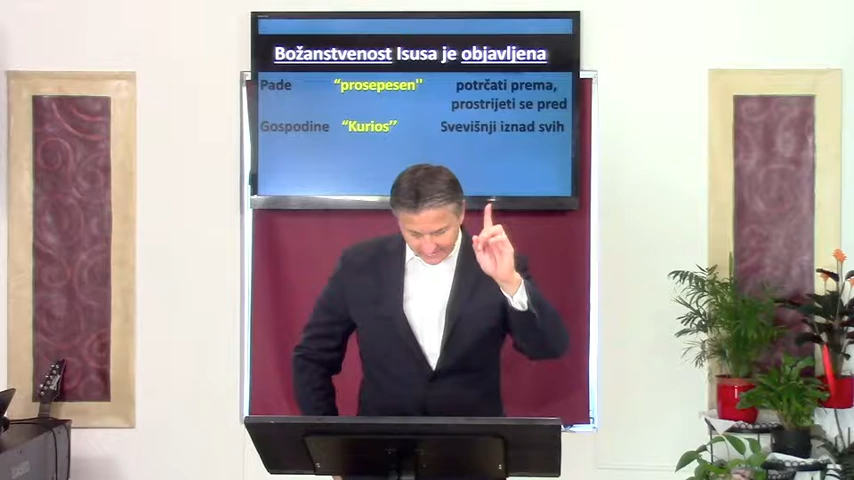 Božanstvenost Isusa je objavljena
Pade “prosepesen" potrčati prema,
prostrijeti se pred
Gospodine “Kurios” Svevišnji iznad svih